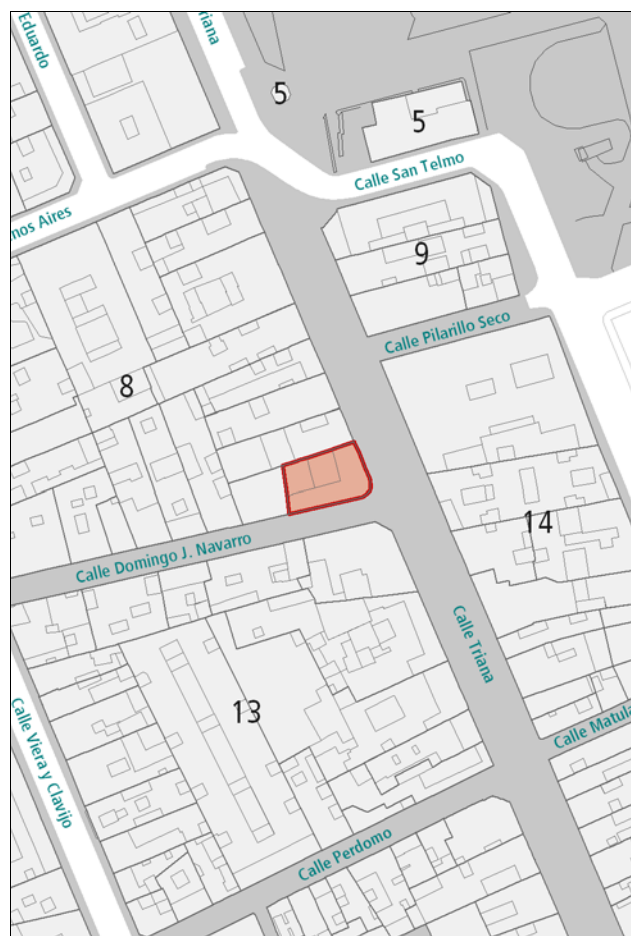 Eduardo
riana
5
5
Calle San Telmo
nos Aires
9
Calle Pilarillo Seco
8
14
Calle Domingo J. Navarro
Calle Triana
13
Calle Viera y Clavijo
Calle Matula
Calle Perdomo